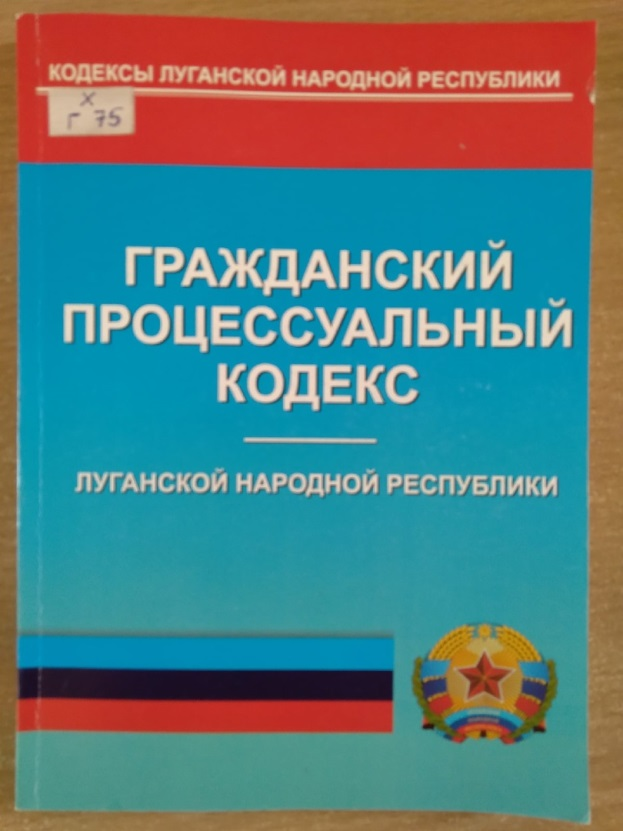 КОДЕКСЫ ЛУГАНСКОЙ НАРОДНОЙ РЕСПУБЛИКИ
Х
Г 75
ГРАЖДАНСКИЙ
ПРОЦЕССУАЛЬНЫЙ
КОДЕКС
ЛУГАНСКОЙ НАРОДНОЙ РЕСПУБЛИКИ